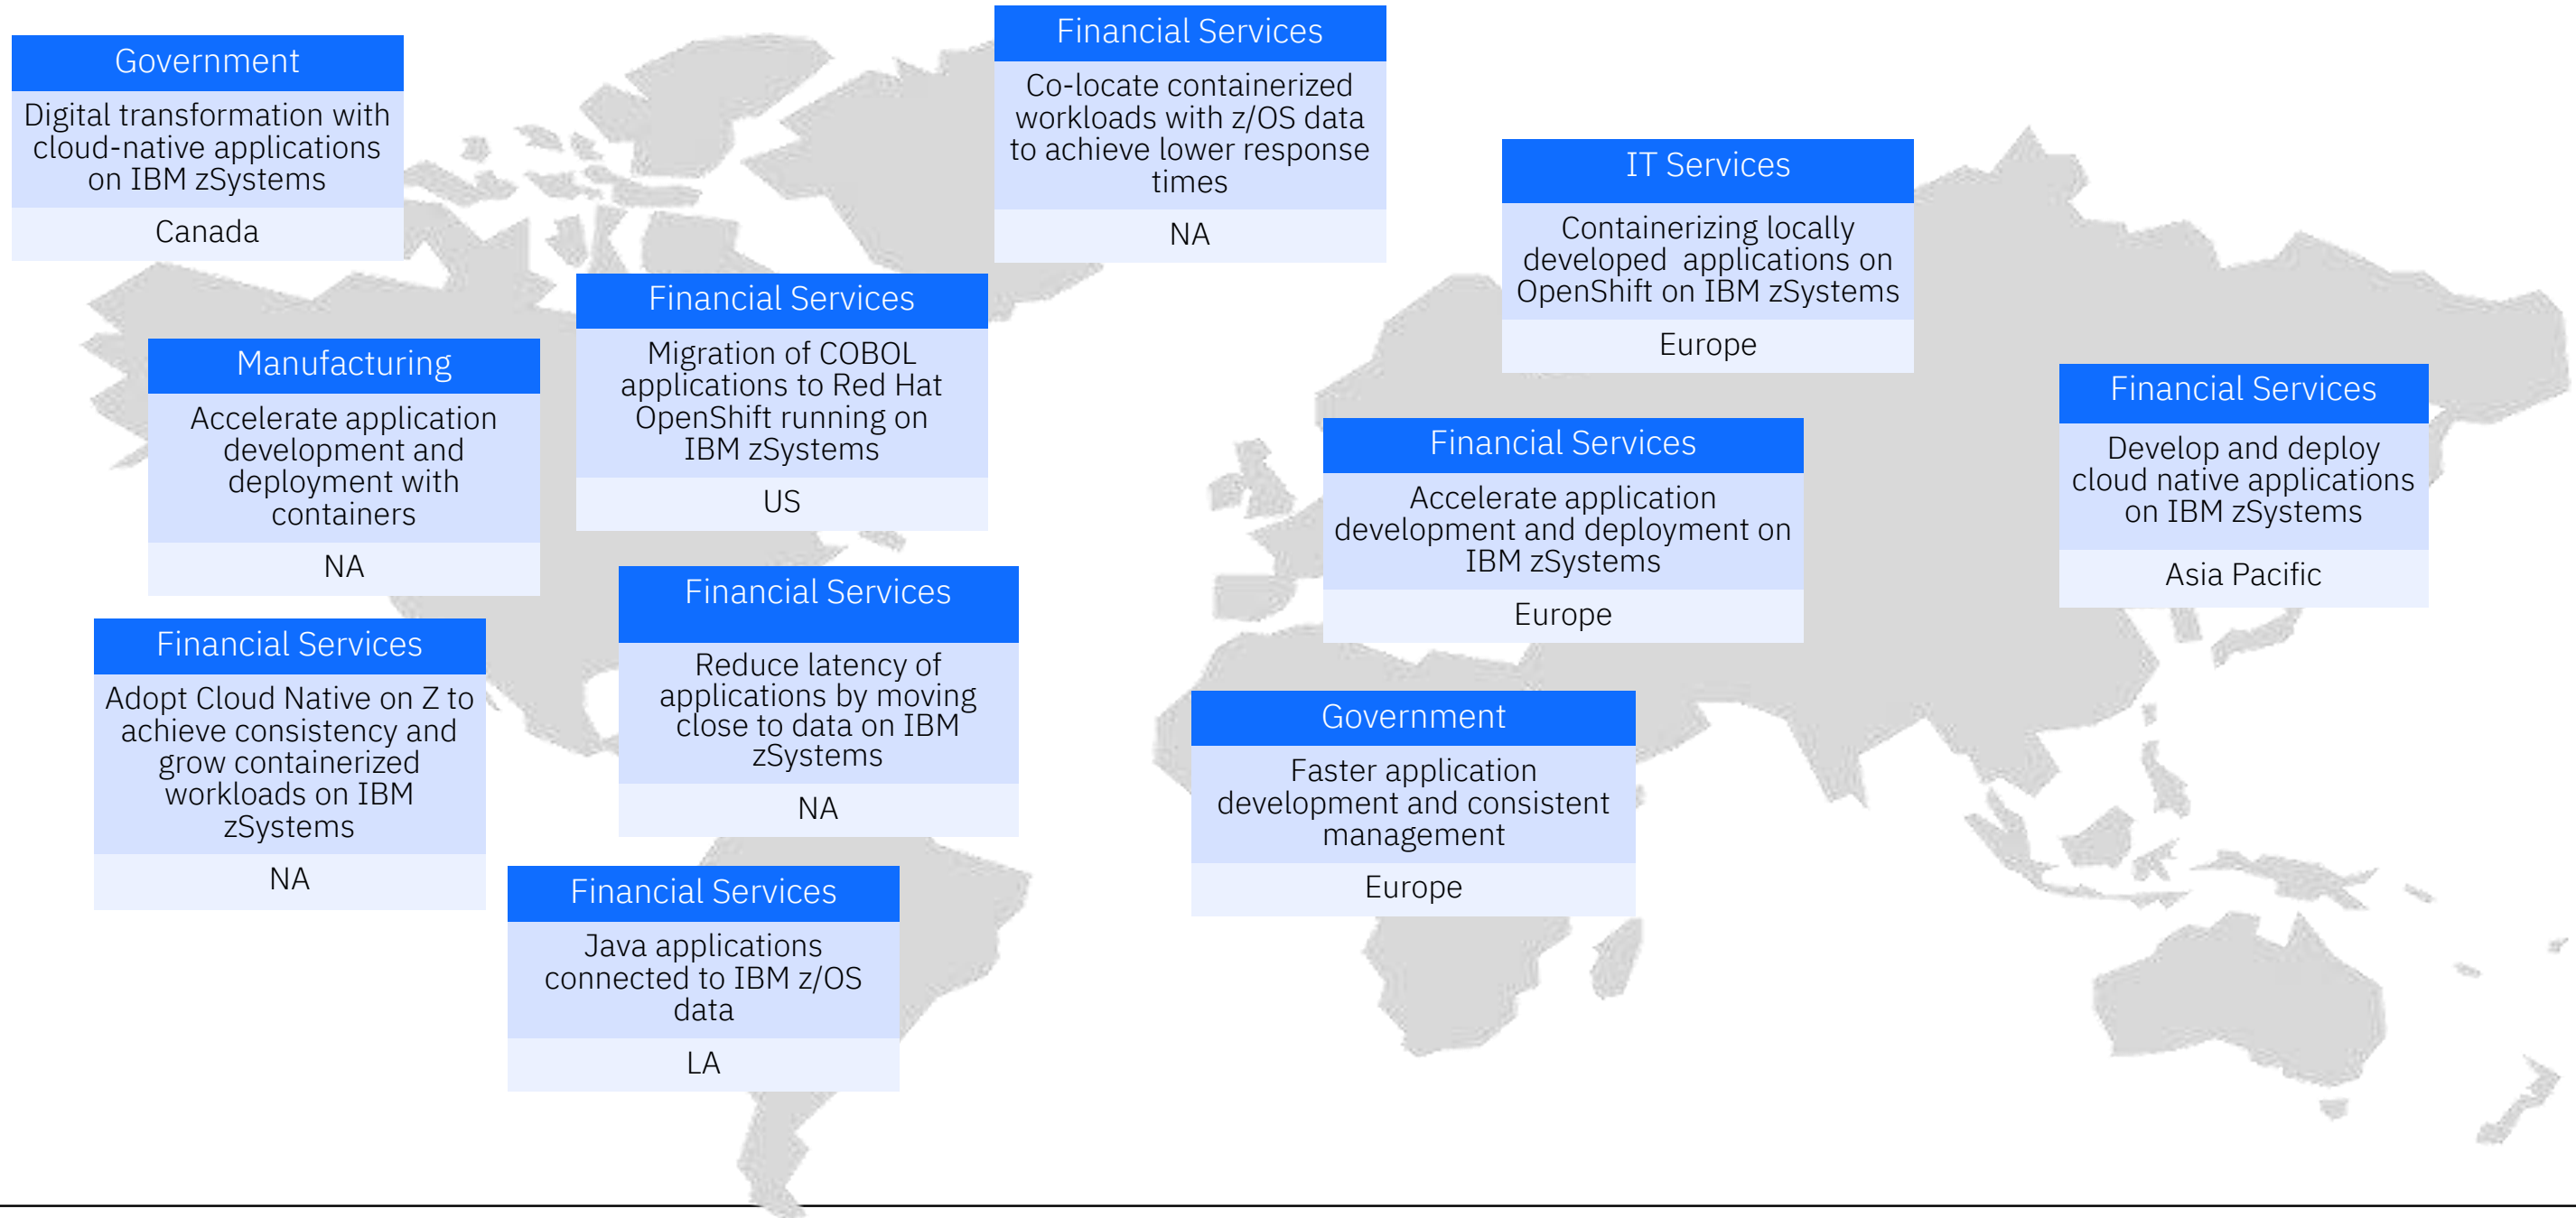 Government
Digital transformation with
cloud-native applications
on IBM zSystems
Canada
Financial Services
Co-locate containerized
workloads with z/OS data
to achieve lower response
times
NA
IT Services
Containerizing locally
developed  applications on
OpenShift on IBM zSystems
Europe
Financial Services
Migration of COBOL
applications to Red Hat
OpenShift running on
IBM zSystems
US
Manufacturing
Accelerate application
development and
deployment with
containers
NA
Financial Services
Develop and deploy
cloud native applications
on IBM zSystems
Asia Pacific
Financial Services
Accelerate application
development and deployment on
IBM zSystems
Europe
Financial Services
Reduce latency of
applications by moving
close to data on IBM
zSystems
NA
Financial Services
Adopt Cloud Native on Z to
achieve consistency and
grow containerized
workloads on IBM
zSystems
NA
Government
Faster application
development and consistent
management
Europe
Financial Services
Java applications
connected to IBM z/OS
data
LA